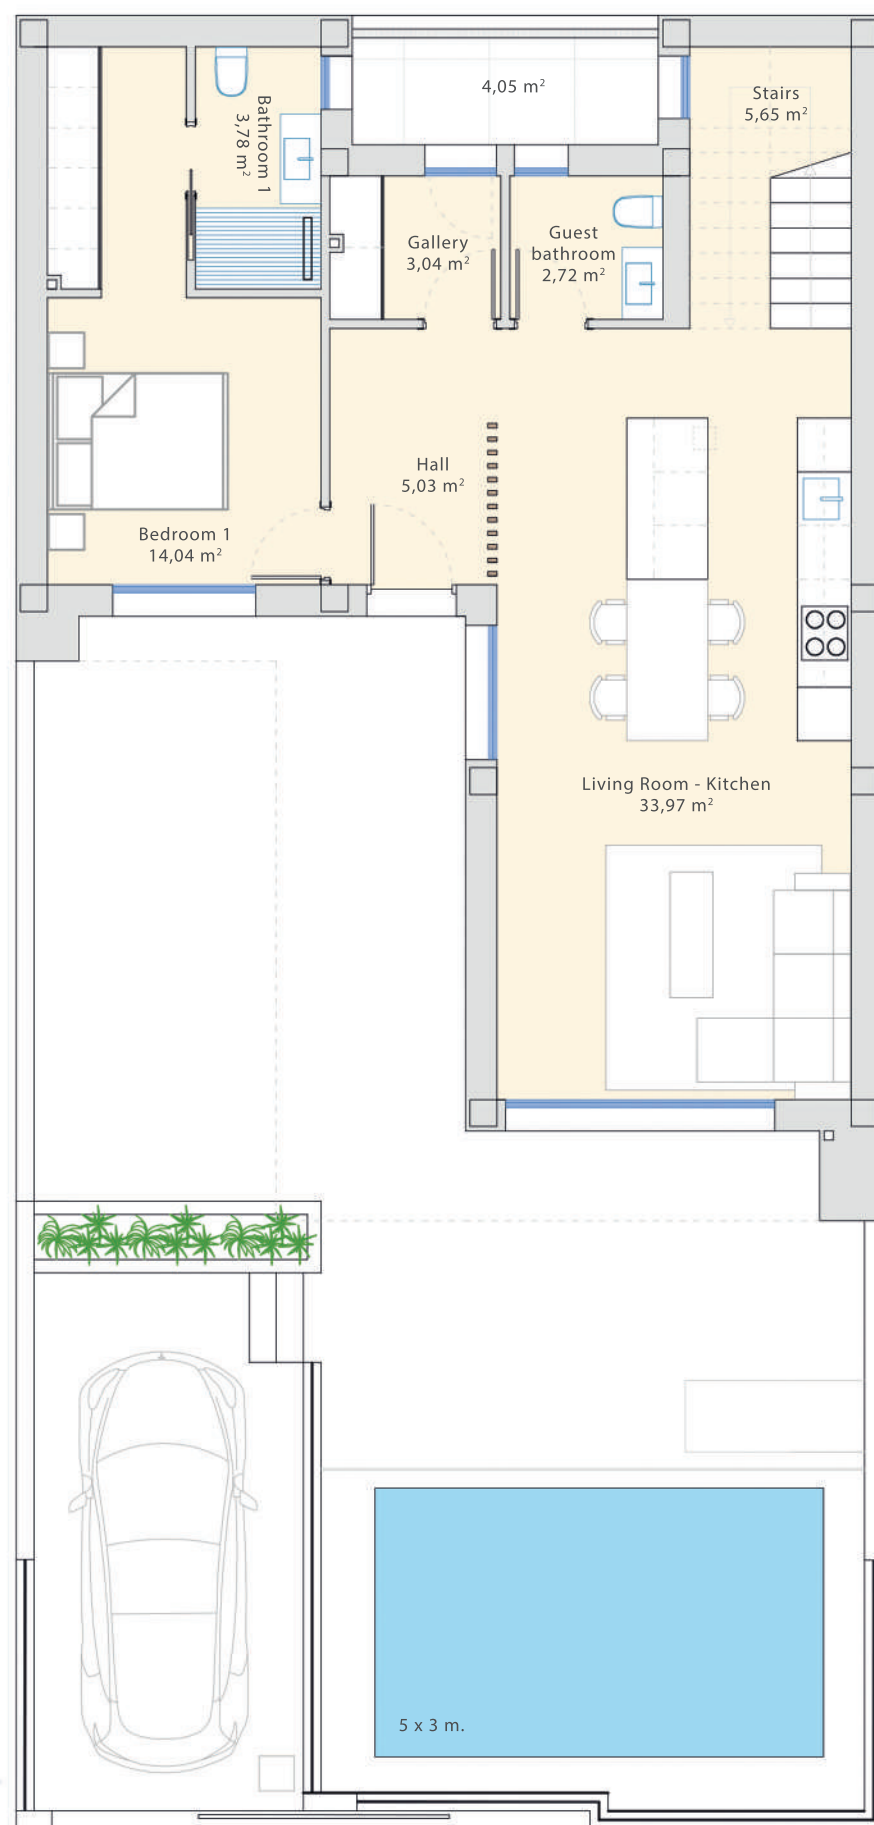 4,05 m²
Stairs
5,65 m²
Bathroom 1
3,78 m²
Gallery
3,04 m²
Guest
bathroom
2,72 m²
Hall
5,03 m²
Bedroom 1
14,04 m²
Living Room - Kitchen
33,97 m²
5 x 3 m.